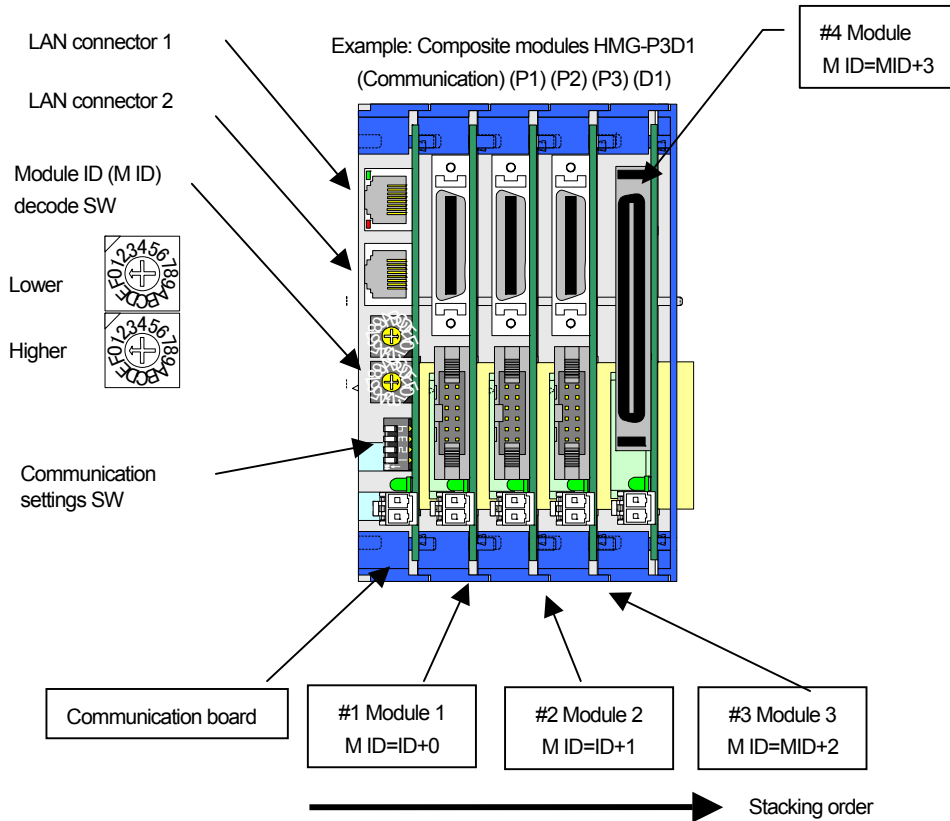 LAN connector 1
Example: Composite modules HMG-P3D1
(Communication) (P1) (P2) (P3) (D1)
#4 Module
M ID=MID+3
LAN connector 2
Module ID (M ID)
decode SW
Lower
0123456789ABCDEF
Higher
0123456789ABCDEF
Communication
settings SW
Communication board
#1 Module 1
M ID=ID+0
#2 Module 2
M ID=ID+1
#3 Module 3
M ID=MID+2
Stacking order